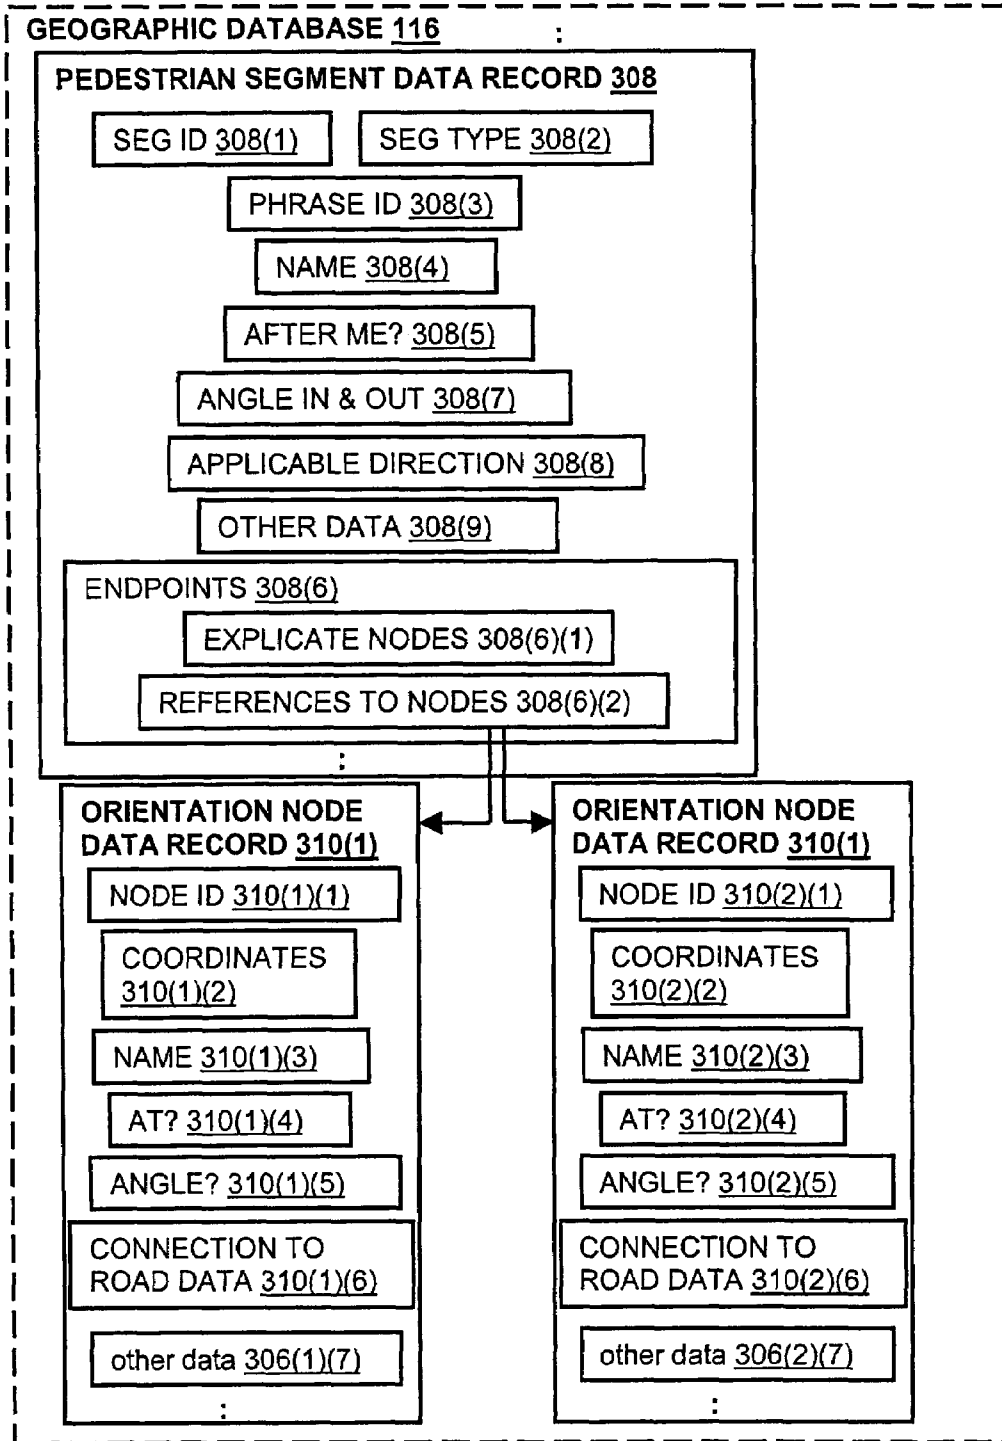 GEOGRAPHIC DATABASE 116
PEDESTRIAN SEGMENT DATA RECORD 308
SEG ID 308(1)
SEG TYPE 308(2)
PHRASE ID 308(3)
NAME 308(4)
AFTER ME? 308(5)
ANGLE IN & OUT 308(7)
APPLICABLE DIRECTION 308(8)
OTHER DATA 308(9)
ENDPOINTS 308(6)
EXPLICATE NODES 308(6)(1)
REFERENCES TO NODES 308(6)(2)
ORIENTATION NODE
DATA RECORD 310(1)
NODE ID 310(1)(1)
COORDINATES
310(1)(2)
NAME 310(1)(3)
AT? 310(1)(4)
ANGLE? 310(1)(5)
CONNECTION TO
ROAD DATA 310(1)(6)
other data 306(1)(7)
ORIENTATION NODE
DATA RECORD 310(1)
NODE ID 310(2)(1)
COORDINATES
310(2)(2)
NAME 310(2)(3)
AT? 310(2)(4)
ANGLE? 310(2)(5)
CONNECTION TO
ROAD DATA 310(2)(6)
other data 306(2)(7)